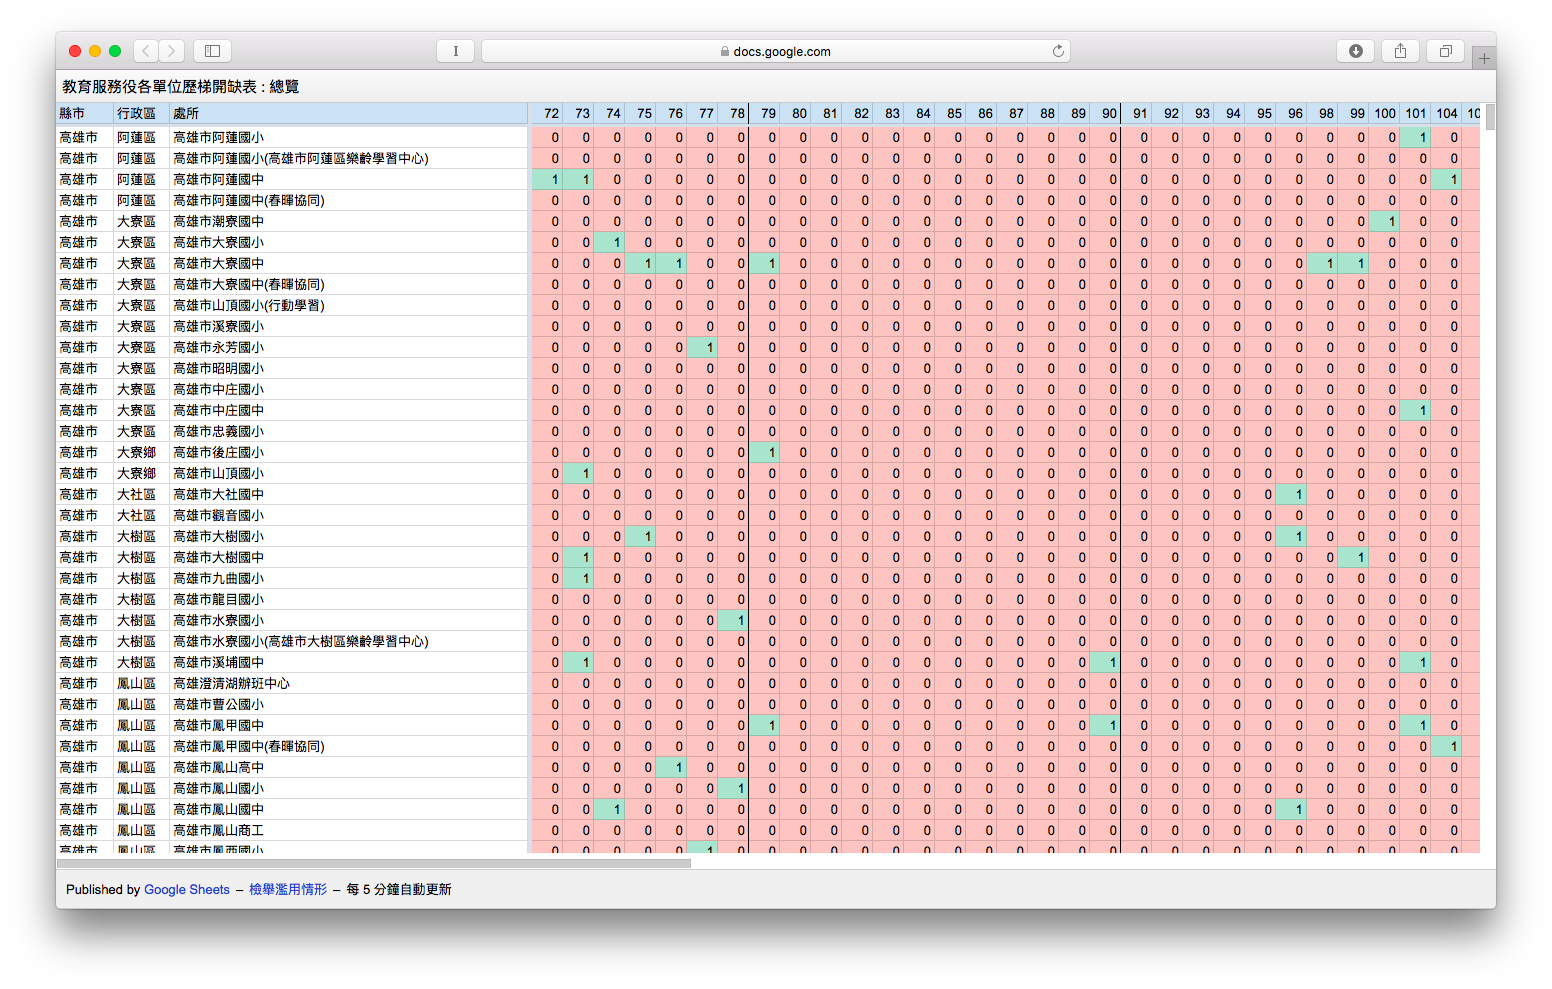 docs.google.com
教育服務役各單位歷梯開缺表 : 總覽
縣市 行政區 處所 72 73 74 75 76 77 78 79 80 81 82 83 84 85 86 87 88 89 90 91 92 93 94 95 96 98 99 100 101 104 10
高雄市 阿蓮區 高雄市阿蓮國小 0 0 0 0 0 0 0 0 0 0 0 0 0 0 0 0 0 0 0 0 0 0 0 0 0 0 0 0 1 0
高雄市 阿蓮區 高雄市阿蓮國小(高雄市阿蓮區樂齡學習中心) 0 0 0 0 0 0 0 0 0 0 0 0 0 0 0 0 0 0 0 0 0 0 0 0 0 0 0 0 0 0
高雄市 阿蓮區 高雄市阿蓮國中 1 1 0 0 0 0 0 0 0 0 0 0 0 0 0 0 0 0 0 0 0 0 0 0 0 0 0 0 0 1
高雄市 阿蓮區 高雄市阿蓮國中(春暉協同) 0 0 0 0 0 0 0 0 0 0 0 0 0 0 0 0 0 0 0 0 0 0 0 0 0 0 0 0 0 0
高雄市 大寮區 高雄市潮寮國中 0 0 0 0 0 0 0 0 0 0 0 0 0 0 0 0 0 0 0 0 0 0 0 0 0 0 0 1 0 0
高雄市 大寮區 高雄市大寮國小 0 0 1 0 0 0 0 0 0 0 0 0 0 0 0 0 0 0 0 0 0 0 0 0 0 0 0 0 0 0
高雄市 大寮區 高雄市大寮國中 0 0 0 1 1 0 0 1 0 0 0 0 0 0 0 0 0 0 0 0 0 0 0 0 0 1 1 0 0 0
高雄市 大寮區 高雄市大寮國中(春暉協同) 0 0 0 0 0 0 0 0 0 0 0 0 0 0 0 0 0 0 0 0 0 0 0 0 0 0 0 0 0 0
高雄市 大寮區 高雄市山頂國小(行動學習) 0 0 0 0 0 0 0 0 0 0 0 0 0 0 0 0 0 0 0 0 0 0 0 0 0 0 0 0 0 0
高雄市 大寮區 高雄市溪寮國小 0 0 0 0 0 0 0 0 0 0 0 0 0 0 0 0 0 0 0 0 0 0 0 0 0 0 0 0 0 0
高雄市 大寮區 高雄市永芳國小 0 0 0 0 0 1 0 0 0 0 0 0 0 0 0 0 0 0 0 0 0 0 0 0 0 0 0 0 0 0
高雄市 大寮區 高雄市昭明國小 0 0 0 0 0 0 0 0 0 0 0 0 0 0 0 0 0 0 0 0 0 0 0 0 0 0 0 0 0 0
高雄市 大寮區 高雄市中庄國小 0 0 0 0 0 0 0 0 0 0 0 0 0 0 0 0 0 0 0 0 0 0 0 0 0 0 0 0 0 0
高雄市 大寮區 高雄市中庄國中 0 0 0 0 0 0 0 0 0 0 0 0 0 0 0 0 0 0 0 0 0 0 0 0 0 0 0 0 1 0
高雄市 大寮區 高雄市忠義國小 0 0 0 0 0 0 0 0 0 0 0 0 0 0 0 0 0 0 0 0 0 0 0 0 0 0 0 0 0 0
高雄市 大寮鄉 高雄市後庄國小 0 0 0 0 0 0 0 1 0 0 0 0 0 0 0 0 0 0 0 0 0 0 0 0 0 0 0 0 0 0
高雄市 大寮鄉 高雄市山頂國小 0 1 0 0 0 0 0 0 0 0 0 0 0 0 0 0 0 0 0 0 0 0 0 0 0 0 0 0 0 0
高雄市 大社區 高雄市大社國中 0 0 0 0 0 0 0 0 0 0 0 0 0 0 0 0 0 0 0 0 0 0 0 0 1 0 0 0 0 0
高雄市 大社區 高雄市觀音國小 0 0 0 0 0 0 0 0 0 0 0 0 0 0 0 0 0 0 0 0 0 0 0 0 0 0 0 0 0 0
高雄市 大樹區 高雄市大樹國小 0 0 0 1 0 0 0 0 0 0 0 0 0 0 0 0 0 0 0 0 0 0 0 0 1 0 0 0 0 0
高雄市 大樹區 高雄市大樹國中 0 1 0 0 0 0 0 0 0 0 0 0 0 0 0 0 0 0 0 0 0 0 0 0 0 0 1 0 0 0
高雄市 大樹區 高雄市九曲國小 0 1 0 0 0 0 0 0 0 0 0 0 0 0 0 0 0 0 0 0 0 0 0 0 0 0 0 0 0 0
高雄市 大樹區 高雄市龍目國小 0 0 0 0 0 0 0 0 0 0 0 0 0 0 0 0 0 0 0 0 0 0 0 0 0 0 0 0 0 0
高雄市 大樹區 高雄市水寮國小 0 0 0 0 0 0 1 0 0 0 0 0 0 0 0 0 0 0 0 0 0 0 0 0 0 0 0 0 0 0
高雄市 大樹區 高雄市水寮國小(高雄市大樹區樂齡學習中心) 0 0 0 0 0 0 0 0 0 0 0 0 0 0 0 0 0 0 0 0 0 0 0 0 0 0 0 0 0 0
高雄市 大樹區 高雄市溪埔國中 0 1 0 0 0 0 0 0 0 0 0 0 0 0 0 0 0 0 1 0 0 0 0 0 0 0 0 0 1 0
高雄市 鳳山區 高雄澄清湖辦班中心 0 0 0 0 0 0 0 0 0 0 0 0 0 0 0 0 0 0 0 0 0 0 0 0 0 0 0 0 0 0
高雄市 鳳山區 高雄市曹公國小 0 0 0 0 0 0 0 0 0 0 0 0 0 0 0 0 0 0 0 0 0 0 0 0 0 0 0 0 0 0
高雄市 鳳山區 高雄市鳳甲國中 0 0 0 0 0 0 0 1 0 0 0 0 0 0 0 0 0 0 1 0 0 0 0 0 0 0 0 0 1 0
高雄市 鳳山區 高雄市鳳甲國中(春暉協同) 0 0 0 0 0 0 0 0 0 0 0 0 0 0 0 0 0 0 0 0 0 0 0 0 0 0 0 0 0 1
高雄市 鳳山區 高雄市鳳山高中 0 0 0 0 1 0 0 0 0 0 0 0 0 0 0 0 0 0 0 0 0 0 0 0 0 0 0 0 0 0
高雄市 鳳山區 高雄市鳳山國小 0 0 0 0 0 0 1 0 0 0 0 0 0 0 0 0 0 0 0 0 0 0 0 0 0 0 0 0 0 0
高雄市 鳳山區 高雄市鳳山國中 0 0 1 0 0 0 0 0 0 0 0 0 0 0 0 0 0 0 0 0 0 0 0 0 1 0 0 0 0 0
高雄市 鳳山區 高雄市鳳山商工 0 0 0 0 0 0 0 0 0 0 0 0 0 0 0 0 0 0 0 0 0 0 0 0 0 0 0 0 0 0
高雄市 鳳山區 高雄市鳳西國小 0 0 0 0 0 1 0 0 0 0 0 0 0 0 0 0 0 0 0 0 0 0 0 0 0 0 0 0 0 0
Published by Google Sheets – 檢舉濫用情形 – 每 5 分鐘自動更新